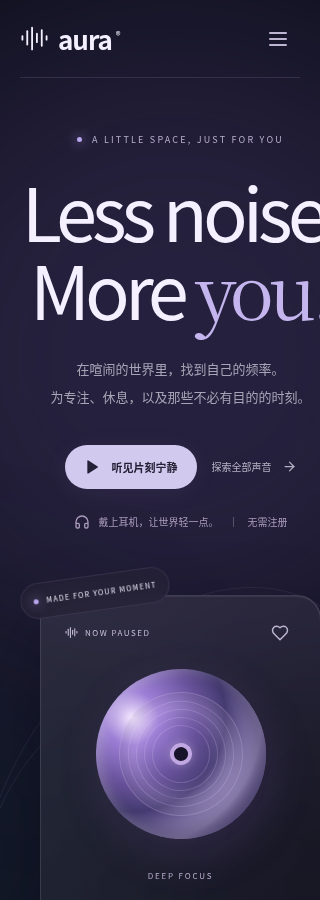 aura®
A LITTLE SPACE, JUST FOR YOU
Less noise
More you.
在喧闹的世界里，找到自己的频率。
为专注、休息，以及那些不必有目的的时刻。
听见片刻宁静 探索全部声音
戴上耳机，让世界轻一点。 无需注册
MADE FOR YOUR MOMENT
NOW PAUSED
DEEP FOCUS